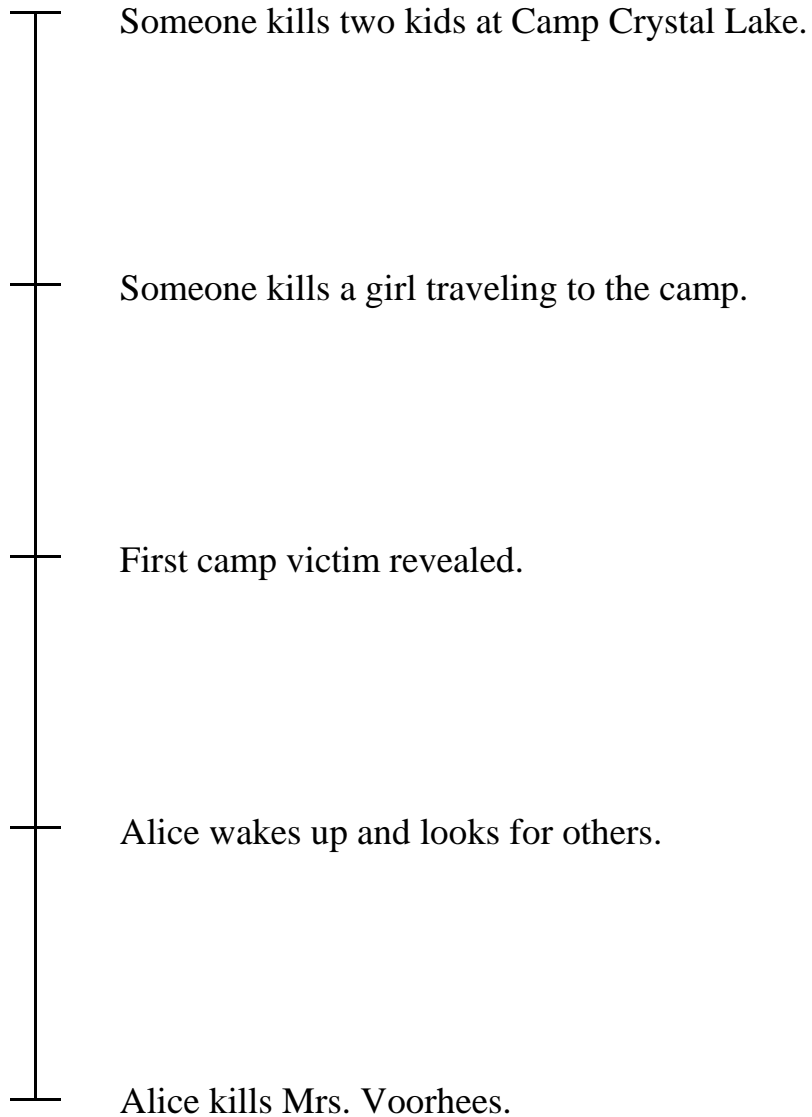 Someone kills two kids at Camp Crystal Lake.
Someone kills a girl traveling to the camp.
First camp victim revealed.
Alice wakes up and looks for others.
Alice kills Mrs. Voorhees.